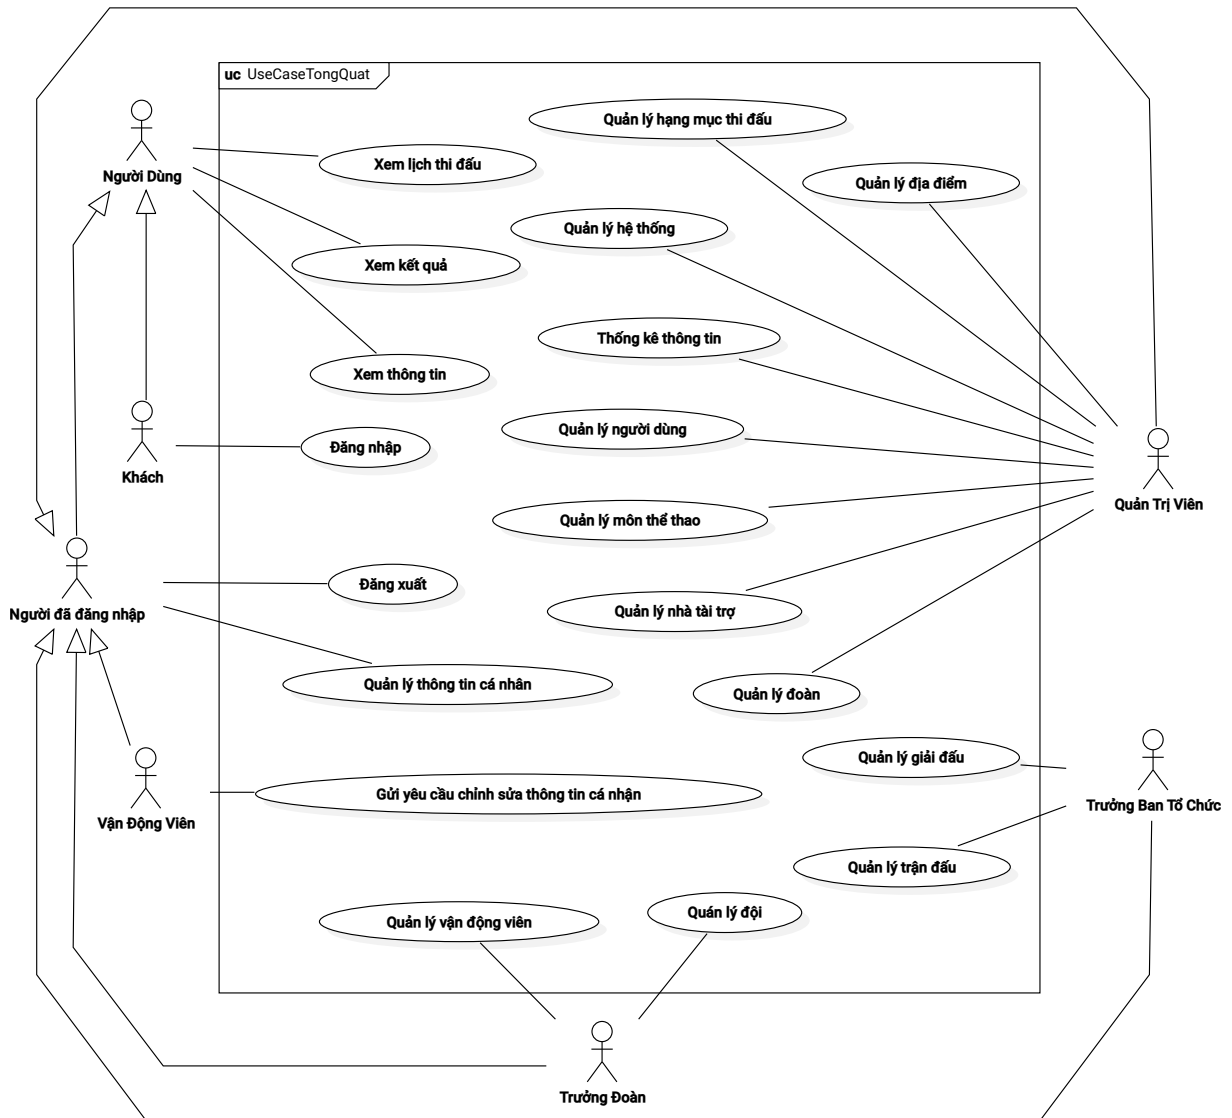 uc UseCaseTongQuat
Quản lý hạng mục thi đấu
Xem lịch thi đấu
Người Dùng
Quản lý địa điểm
Quản lý hệ thống
Xem kết quả
Thống kê thông tin
Xem thông tin
Quản lý người dùng
Đăng nhập
Khách
Quản Trị Viên
Quản lý môn thể thao
Đăng xuất
Người đã đăng nhập
Quản lý nhà tài trợ
Quản lý thông tin cá nhân
Quản lý đoàn
Quản lý giải đấu
Gửi yêu cầu chỉnh sửa thông tin cá nhận
Trưởng Ban Tổ Chức
Vận Động Viên
Quản lý trận đấu
Quản lý vận động viên
Quán lý đội
Trưởng Đoàn